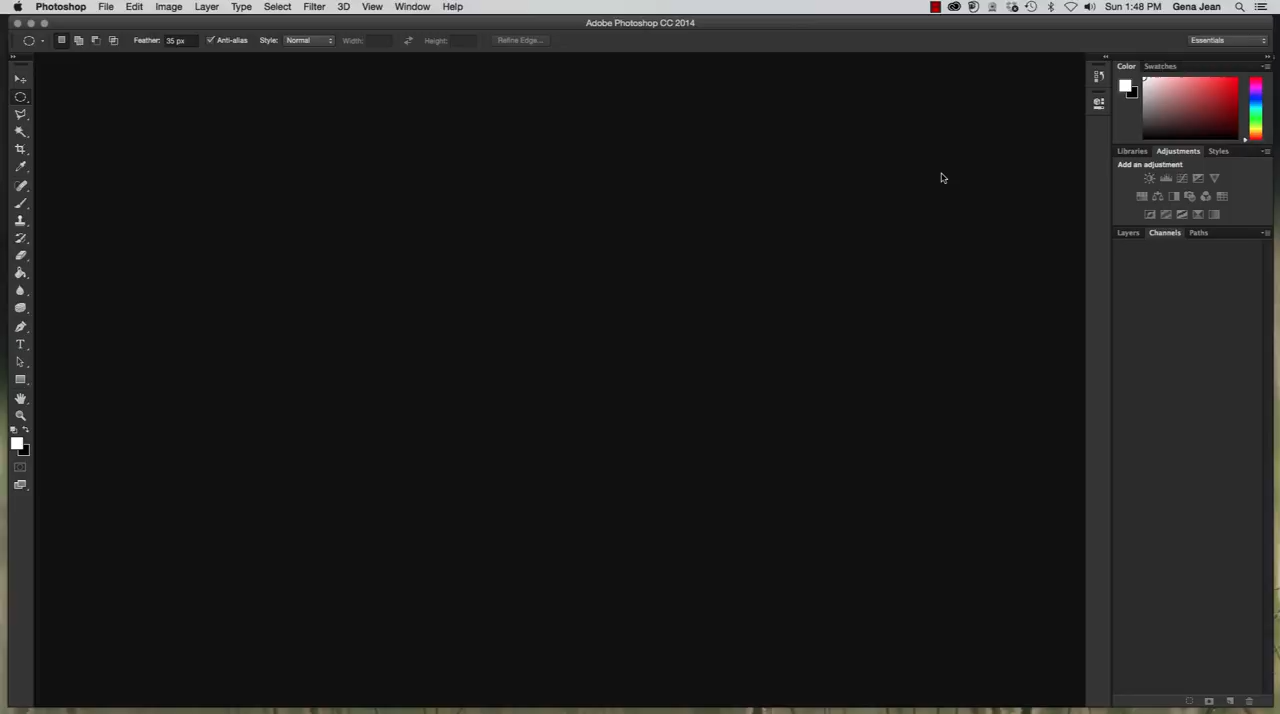 Photoshop File Edit Image Layer Type Select Filter 3D View Window Help Sun 1:48 PM Gena Jean
Adobe Photoshop CC 2014
Feather: 35 px Anti-alias Style: Normal Width: Height: Refine Edge... Essentials
Color Swatches
Libraries Adjustments Styles
Add an adjustment
Layers Channels Paths
T